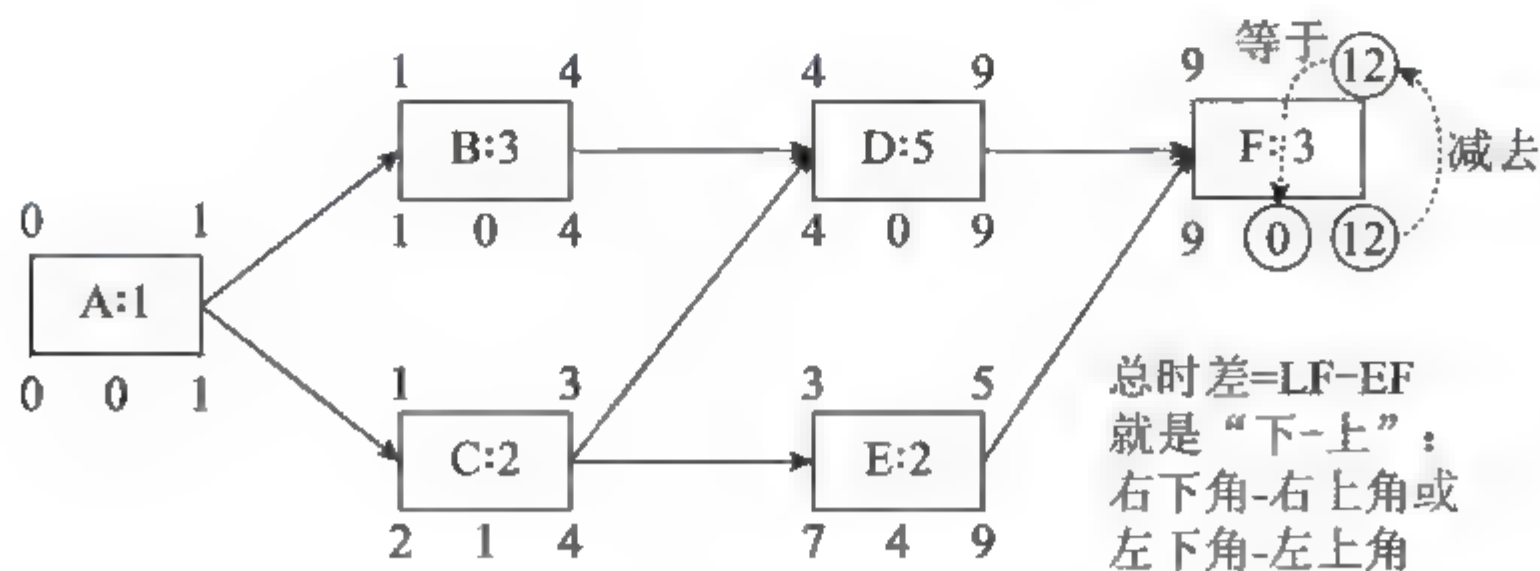 等于
1 4 4 9 9 12
B:3 D:5 F:3
减去
1 0 4 4 0 9 9 0 12
0 1
A:1
0 0 1
1 3 3 5
C:2 E:2
2 1 4 7 4 9
总时差=LF-EF
就是“下-上”：
右下角-右上角或
左下角-左上角